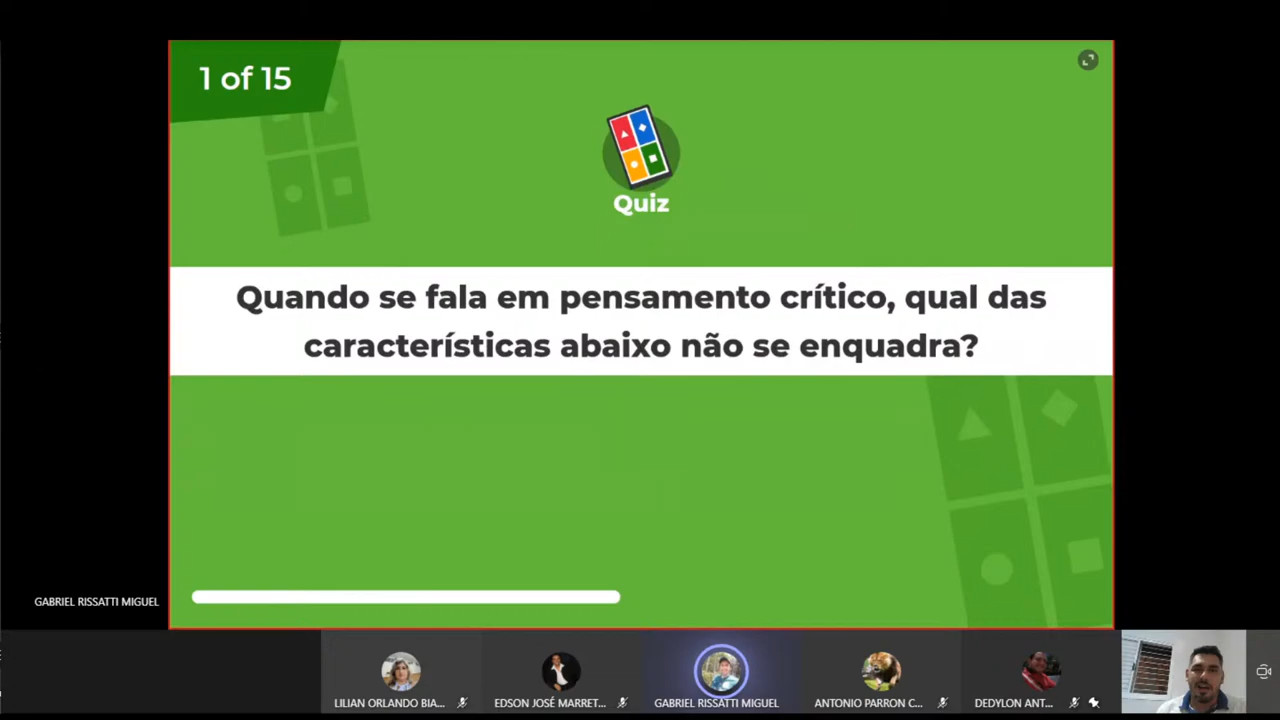 1 of 15
Quiz
Quando se fala em pensamento crítico, qual das
características abaixo não se enquadra?
GABRIEL RISSATTI MIGUEL
LILIAN ORLANDO BIA...
EDSON JOSÉ MARRET...
GABRIEL RISSATTI MIGUEL
ANTONIO PARRON C...
DEDYLON ANT...